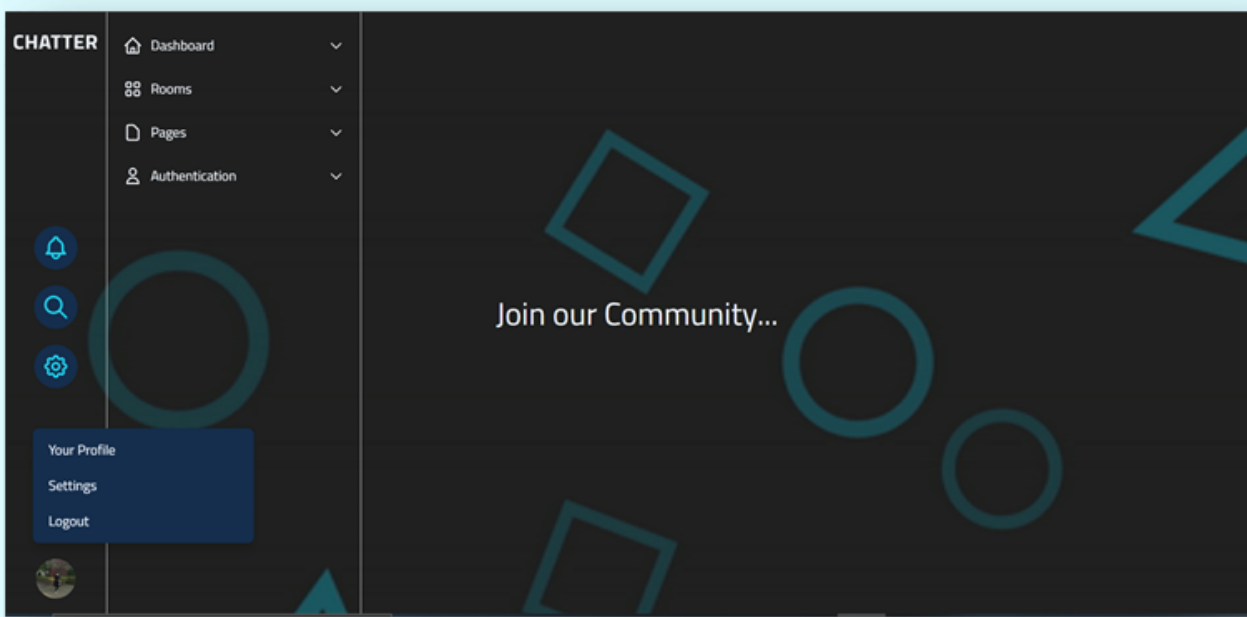 CHATTER
Dashboard
Rooms
Pages
Authentication
Join our Community...
Your Profile
Settings
Logout